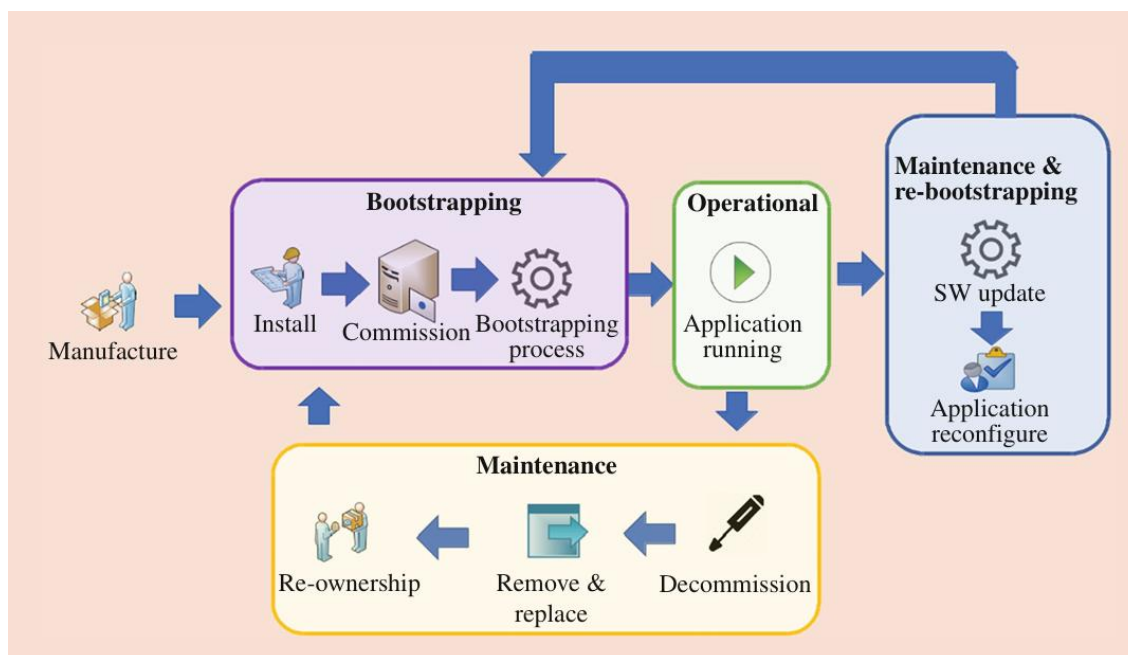 Manufacture
Bootstrapping
Install
Commission
Bootstrapping
process
Operational
Application
running
Maintenance &
re-bootstrapping
SW update
Application
reconfigure
Maintenance
Re-ownership
Remove &
replace
Decommission